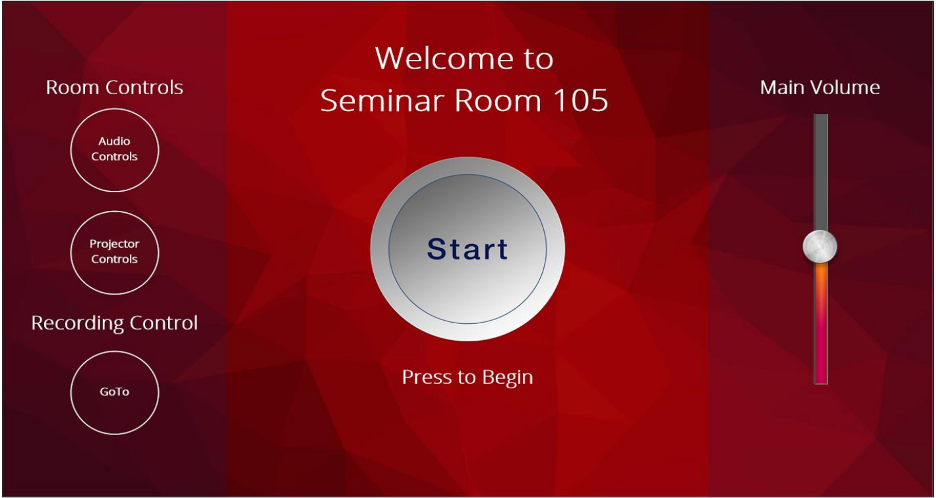 Welcome to
Seminar Room 105
Room Controls
Audio
Controls
Projector
Controls
Recording Control
GoTo
Start
Press to Begin
Main Volume